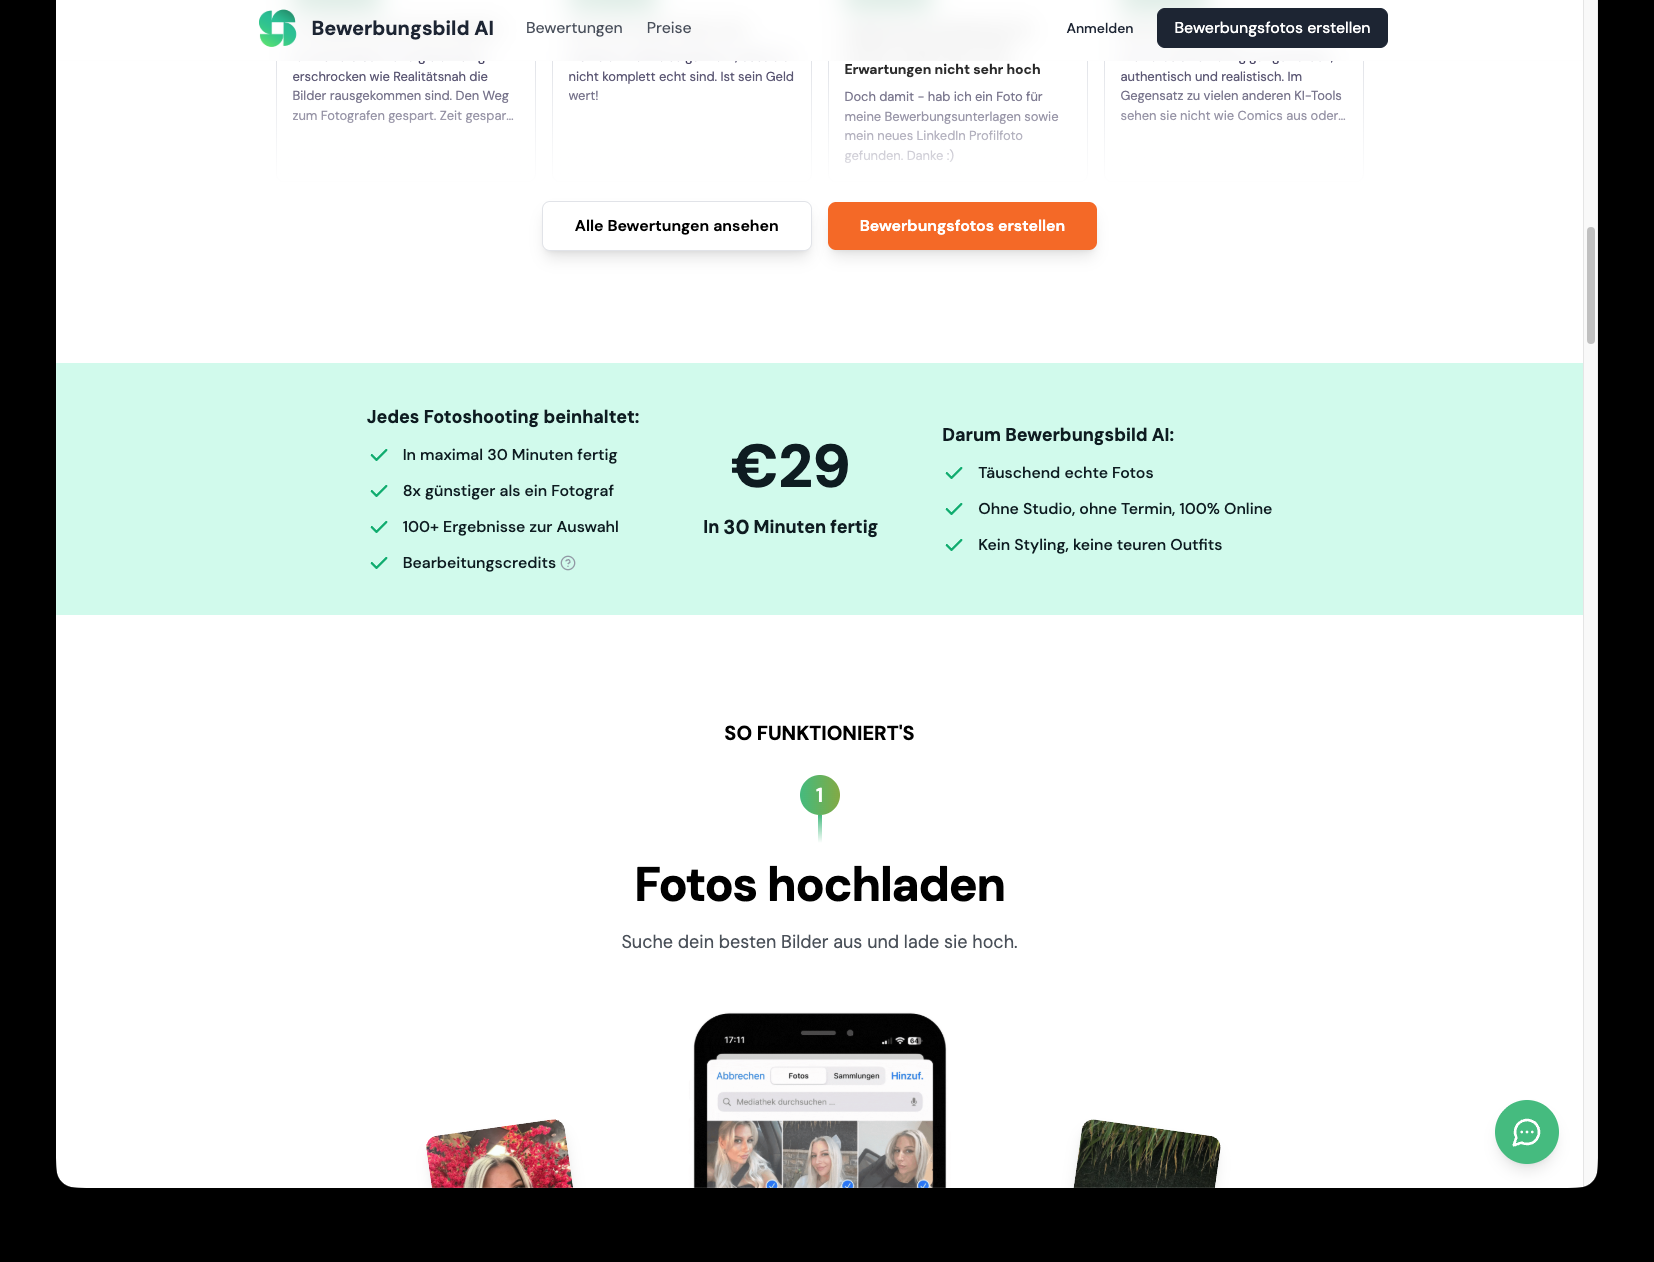 Bewerbungsbild AI
Bewertungen
Preise
Anmelden
Bewerbungsfotos erstellen
erschrocken wie Realitätsnah die
Bilder rausgekommen sind. Den Weg
zum Fotografen gespart. Zeit gespar...
nicht komplett echt sind. Ist sein Geld
wert!
Erwartungen nicht sehr hoch
Doch damit - hab ich ein Foto für
meine Bewerbungsunterlagen sowie
mein neues LinkedIn Profilfoto
gefunden. Danke :)
authentisch und realistisch. Im
Gegensatz zu vielen anderen KI-Tools
sehen sie nicht wie Comics aus oder...
Alle Bewertungen ansehen
Bewerbungsfotos erstellen
Jedes Fotoshooting beinhaltet:
In maximal 30 Minuten fertig
8x günstiger als ein Fotograf
100+ Ergebnisse zur Auswahl
Bearbeitungscredits
€29
In 30 Minuten fertig
Darum Bewerbungsbild AI:
Täuschend echte Fotos
Ohne Studio, ohne Termin, 100% Online
Kein Styling, keine teuren Outfits
SO FUNKTIONIERT'S
1
Fotos hochladen
Suche dein besten Bilder aus und lade sie hoch.
17:11
64
Abbrechen
Fotos
Sammlungen
Hinzuf.
Mediathek durchsuchen ...